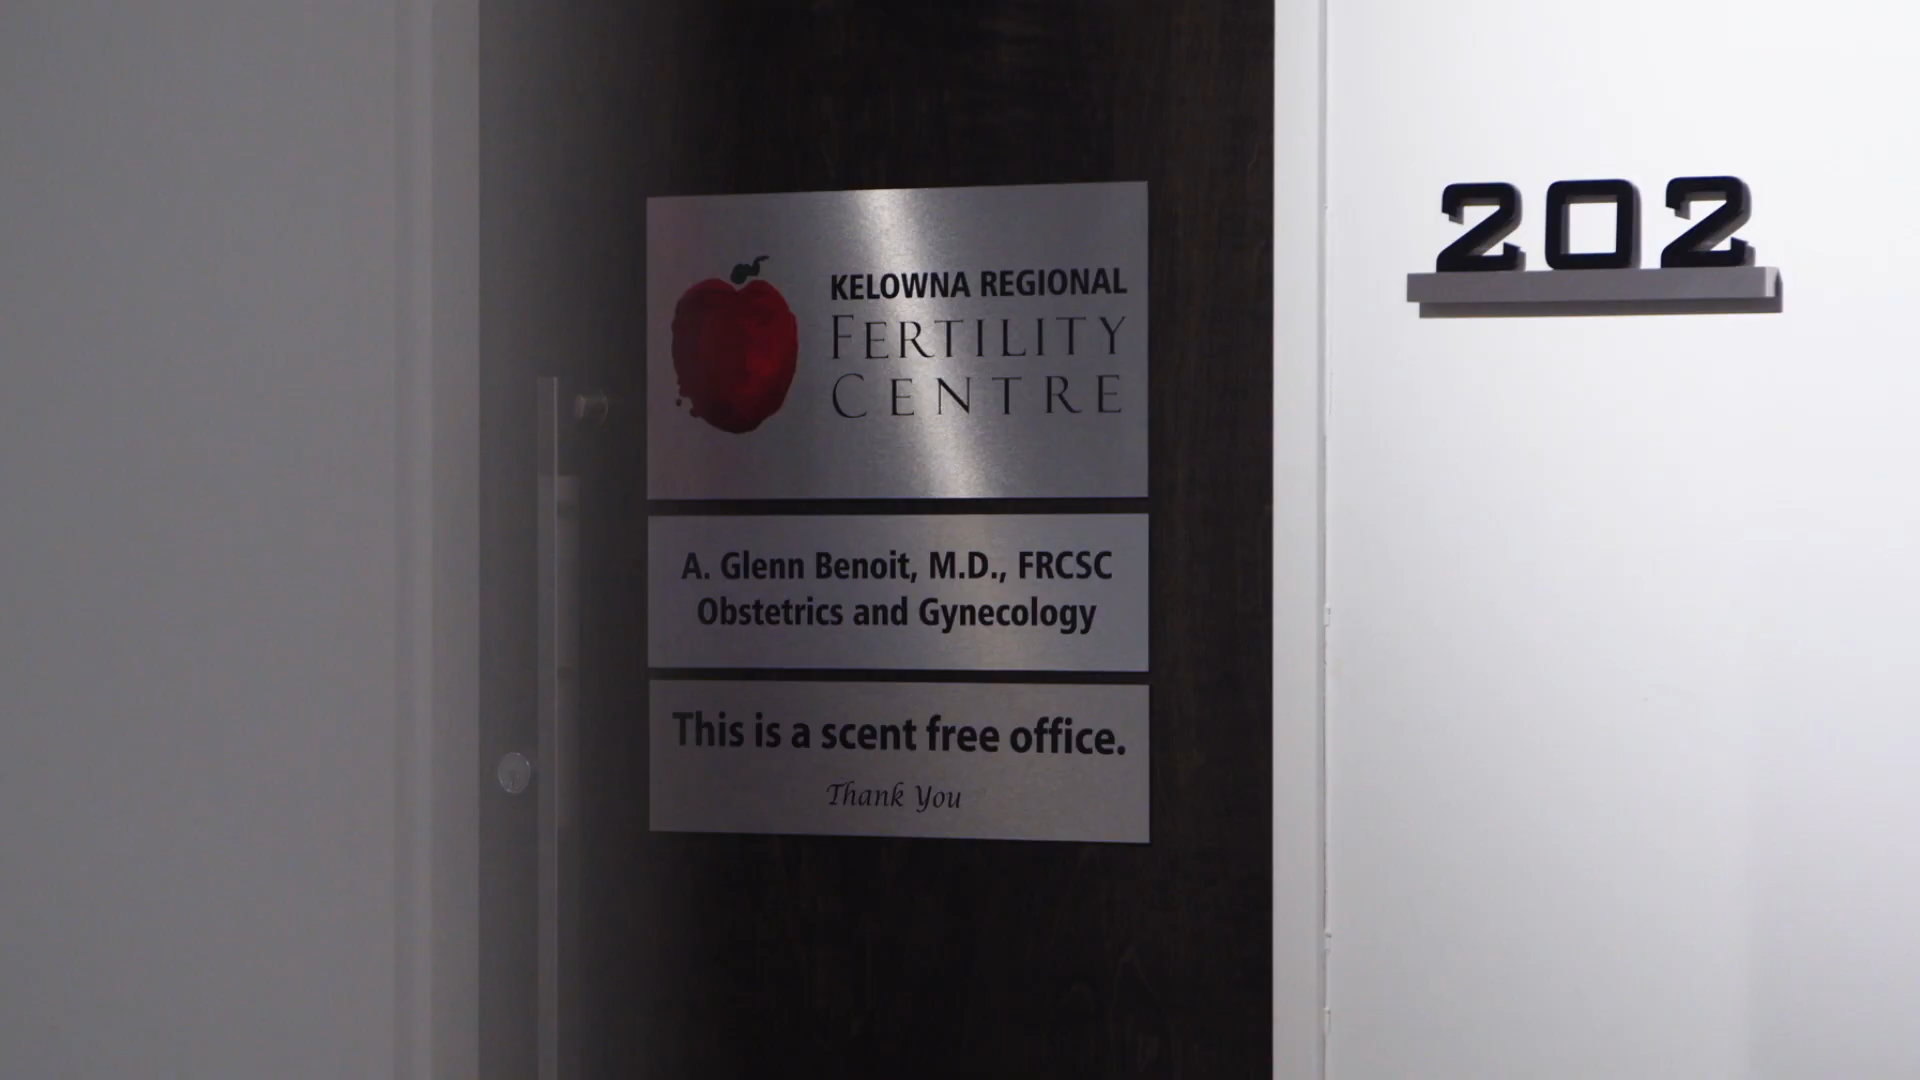 KELOWNA REGIONAL
FERTILITY
CENTRE
A. Glenn Benoit, M.D., FRCSC
Obstetrics and Gynecology
This is a scent free office.
Thank You
202